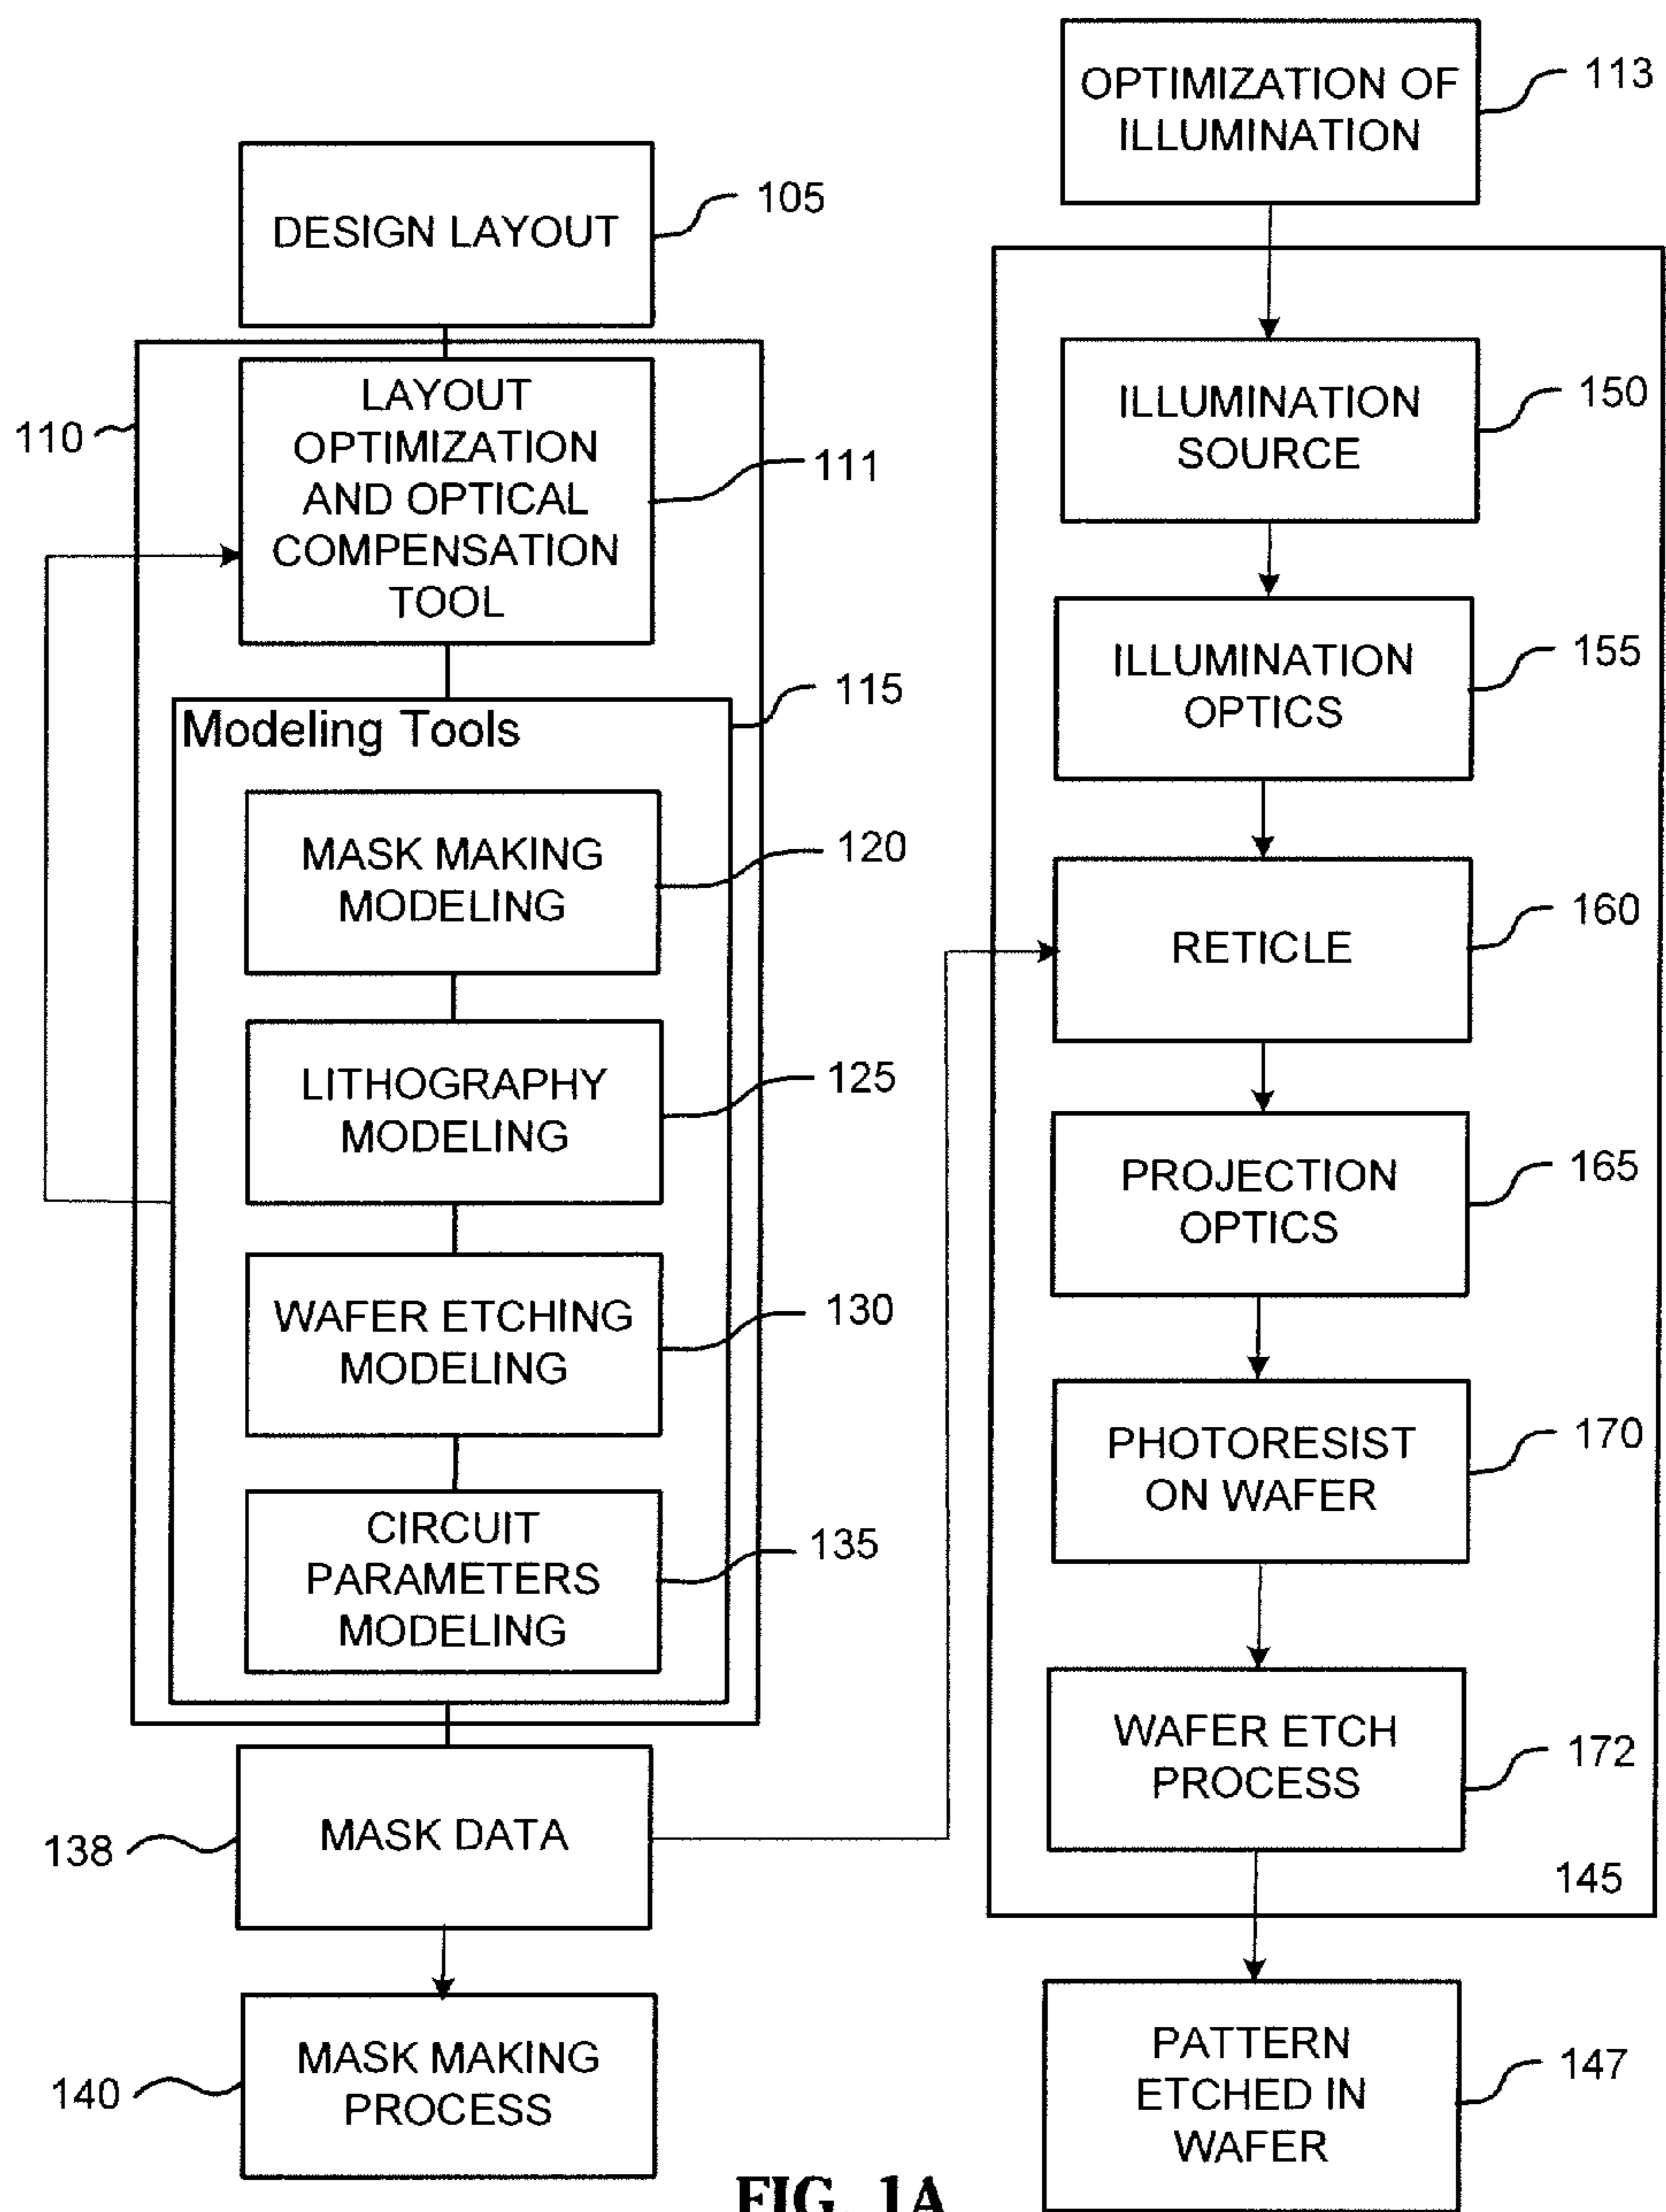 DESIGN LAYOUT
105
110
LAYOUT
OPTIMIZATION
AND OPTICAL
COMPENSATION
TOOL
111
Modeling Tools
115
MASK MAKING
MODELING
120
LITHOGRAPHY
MODELING
125
WAFER ETCHING
MODELING
130
CIRCUIT
PARAMETERS
MODELING
135
MASK DATA
138
MASK MAKING
PROCESS
140
OPTIMIZATION OF
ILLUMINATION
113
ILLUMINATION
SOURCE
150
ILLUMINATION
OPTICS
155
RETICLE
160
PROJECTION
OPTICS
165
PHOTORESIST
ON WAFER
170
WAFER ETCH
PROCESS
172
145
PATTERN
ETCHED IN
WAFER
147
FIG. 1A